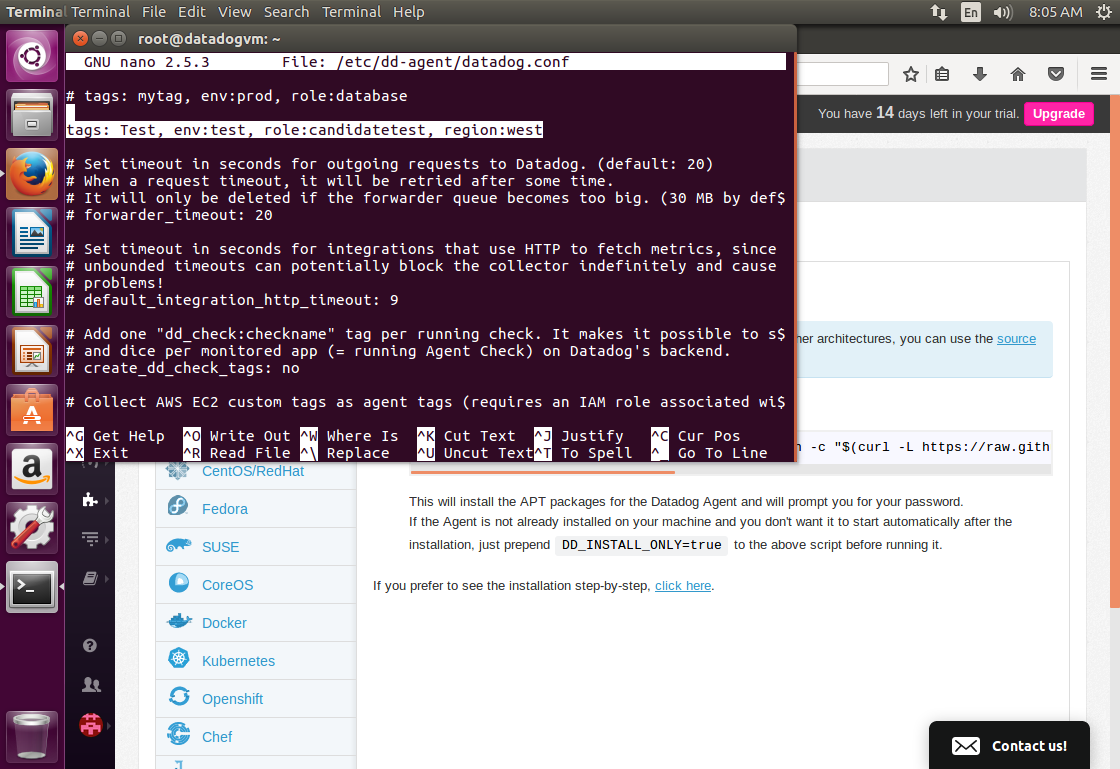 Terminal Terminal File Edit View Search Terminal Help En 8:05 AM
root@datadogvm: ~
GNU nano 2.5.3 File: /etc/dd-agent/datadog.conf
# tags: mytag, env:prod, role:database
tags: Test, env:test, role:candidatetest, region:west
# Set timeout in seconds for outgoing requests to Datadog. (default: 20)
# When a request timeout, it will be retried after some time.
# It will only be deleted if the forwarder queue becomes too big. (30 MB by def$
# forwarder_timeout: 20
# Set timeout in seconds for integrations that use HTTP to fetch metrics, since
# unbounded timeouts can potentially block the collector indefinitely and cause
# problems!
# default_integration_http_timeout: 9
# Add one "dd_check:checkname" tag per running check. It makes it possible to s$
# and dice per monitored app (= running Agent Check) on Datadog's backend.
# create_dd_check_tags: no
# Collect AWS EC2 custom tags as agent tags (requires an IAM role associated wi$
^G Get Help ^O Write Out ^W Where Is ^K Cut Text ^J Justify ^C Cur Pos
^X Exit ^R Read File ^\ Replace ^U Uncut Text ^T To Spell ^_ Go To Line
You have 14 days left in your trial. Upgrade
her architectures, you can use the source
-c "$(curl -L https://raw.gith
CentOS/RedHat
Fedora
SUSE
CoreOS
Docker
Kubernetes
Openshift
Chef
This will install the APT packages for the Datadog Agent and will prompt you for your password.
If the Agent is not already installed on your machine and you don't want it to start automatically after the
installation, just prepend DD_INSTALL_ONLY=true to the above script before running it.
If you prefer to see the installation step-by-step, click here.
Contact us!